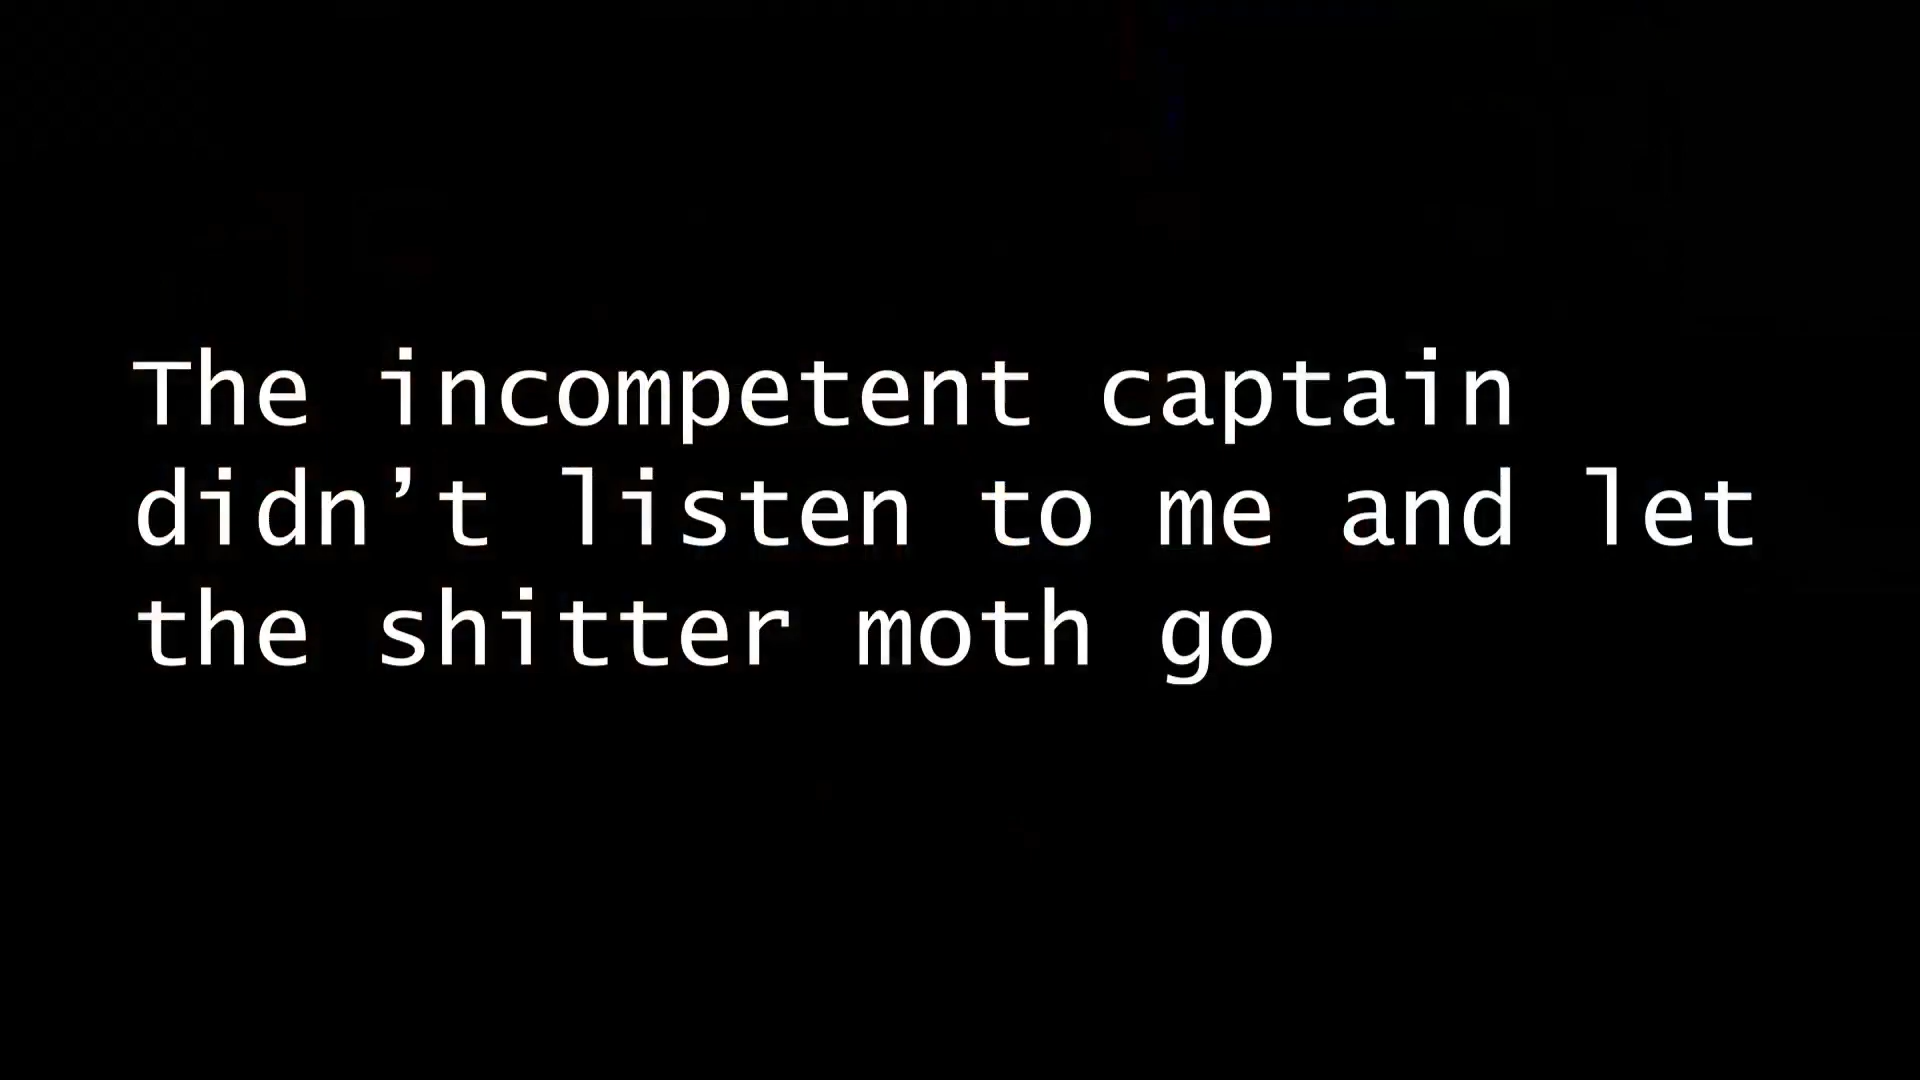 The incompetent captain
didn’t listen to me and let
the shitter moth go